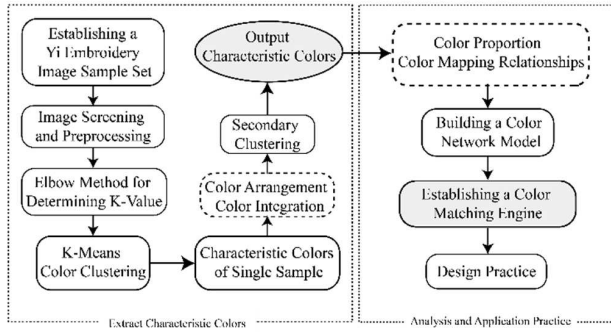 Establishing a
Yi Embroidery
Image Sample Set
Image Screening
and Preprocessing
Elbow Method for
Determining K-Value
K-Means
Color Clustering
Characteristic Colors
of Single Sample
Color Arrangement
Color Integration
Secondary
Clustering
Output
Characteristic Colors
Extract Characteristic Colors
Color Proportion
Color Mapping Relationships
Building a Color
Network Model
Establishing a Color
Matching Engine
Design Practice
Analysis and Application Practice